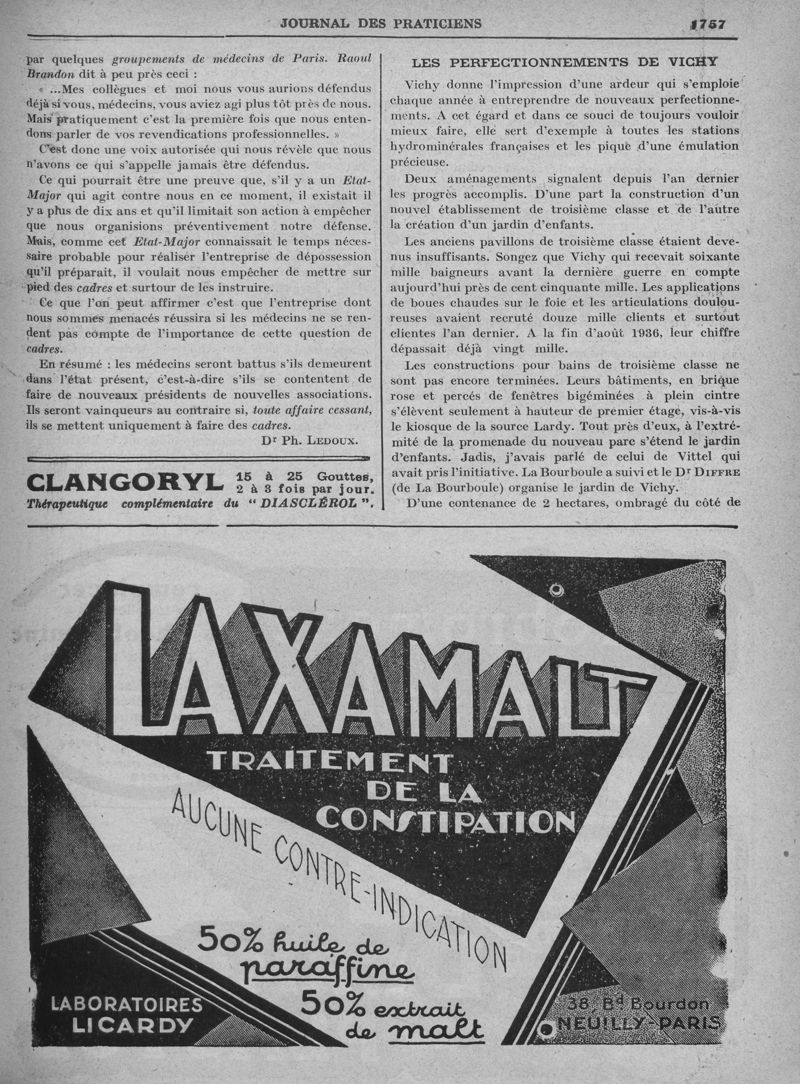 JOURNAL DES PRATICIENS
1757
par quelques groupements de médecins de Paris. Raoul
Brandon dit à peu près ceci :
« ...Mes collègues et moi nous vous aurions défendus
déjà si vous, médecins, vous aviez agi plus tôt près de nous.
Mais pratiquement c'est la première fois que nous enten-
dons parler de vos revendications professionnelles. »
C'est donc une voix autorisée qui nous révèle que nous
n'avons ce qui s'appelle jamais être défendus.
Ce qui pourrait être une preuve que, s'il y a un Etat-
Major qui agit contre nous en ce moment, il existait il
y a plus de dix ans et qu'il limitait son action à empêcher
que nous organisions préventivement notre défense.
Mais, comme cet Etat-Major connaissait le temps néces-
saire probable pour réaliser l'entreprise de dépossession
qu'il préparait, il voulait nous empêcher de mettre sur
pied des cadres et surtout de les instruire.
Ce que l'on peut affirmer c'est que l'entreprise dont
nous sommes menacés réussira si les médecins ne se ren-
dent pas compte de l'importance de cette question de
cadres.
En résumé : les médecins seront battus s'ils demeurent
dans l'état présent, c'est-à-dire s'ils se contentent de
faire de nouveaux présidents de nouvelles associations.
Ils seront vainqueurs au contraire si, toute affaire cessant,
ils se mettent uniquement à faire des cadres.
Dr Ph. LEDOUX.
CLANGORYL 15 à 25 Gouttes,
2 à 3 fois par jour.
Thérapeutique complémentaire du " DIASCLÉROL ".
LES PERFECTIONNEMENTS DE VICHY
Vichy donne l'impression d'une ardeur qui s'emploie
chaque année à entreprendre de nouveaux perfectionne-
ments. A cet égard et dans ce souci de toujours vouloir
mieux faire, elle sert d'exemple à toutes les stations
hydrominérales françaises et les pique d'une émulation
précieuse.
Deux aménagements signalent depuis l'an dernier
les progrès accomplis. D'une part la construction d'un
nouvel établissement de troisième classe et de l'autre
la création d'un jardin d'enfants.
Les anciens pavillons de troisième classe étaient deve-
nus insuffisants. Songez que Vichy qui recevait soixante
mille baigneurs avant la dernière guerre en compte
aujourd'hui près de cent cinquante mille. Les applications
de boues chaudes sur le foie et les articulations doulou-
reuses avaient recruté douze mille clients et surtout
clientes l'an dernier. A la fin d'août 1936, leur chiffre
dépassait déjà vingt mille.
Les constructions pour bains de troisième classe ne
sont pas encore terminées. Leurs bâtiments, en brique
rose et percés de fenêtres bigéminées à plein cintre
s'élèvent seulement à hauteur de premier étage, vis-à-vis
le kiosque de la source Lardy. Tout près d'eux, à l'extré-
mité de la promenade du nouveau parc s'étend le jardin
d'enfants. Jadis, j'avais parlé de celui de Vittel qui
avait pris l'initiative. La Bourboule a suivi et le Dr DIFFRE
(de La Bourboule) organise le jardin de Vichy.
D'une contenance de 2 hectares, ombragé du côté de
LAXAMALT
TRAITEMENT
DE LA
CONSTIPATION
AUCUNE CONTRE-INDICATION
50% huile de
paraffine
50% extrait
de malt
LABORATOIRES
LICARDY
38, Bd Bourdon
NEUILLY-PARIS